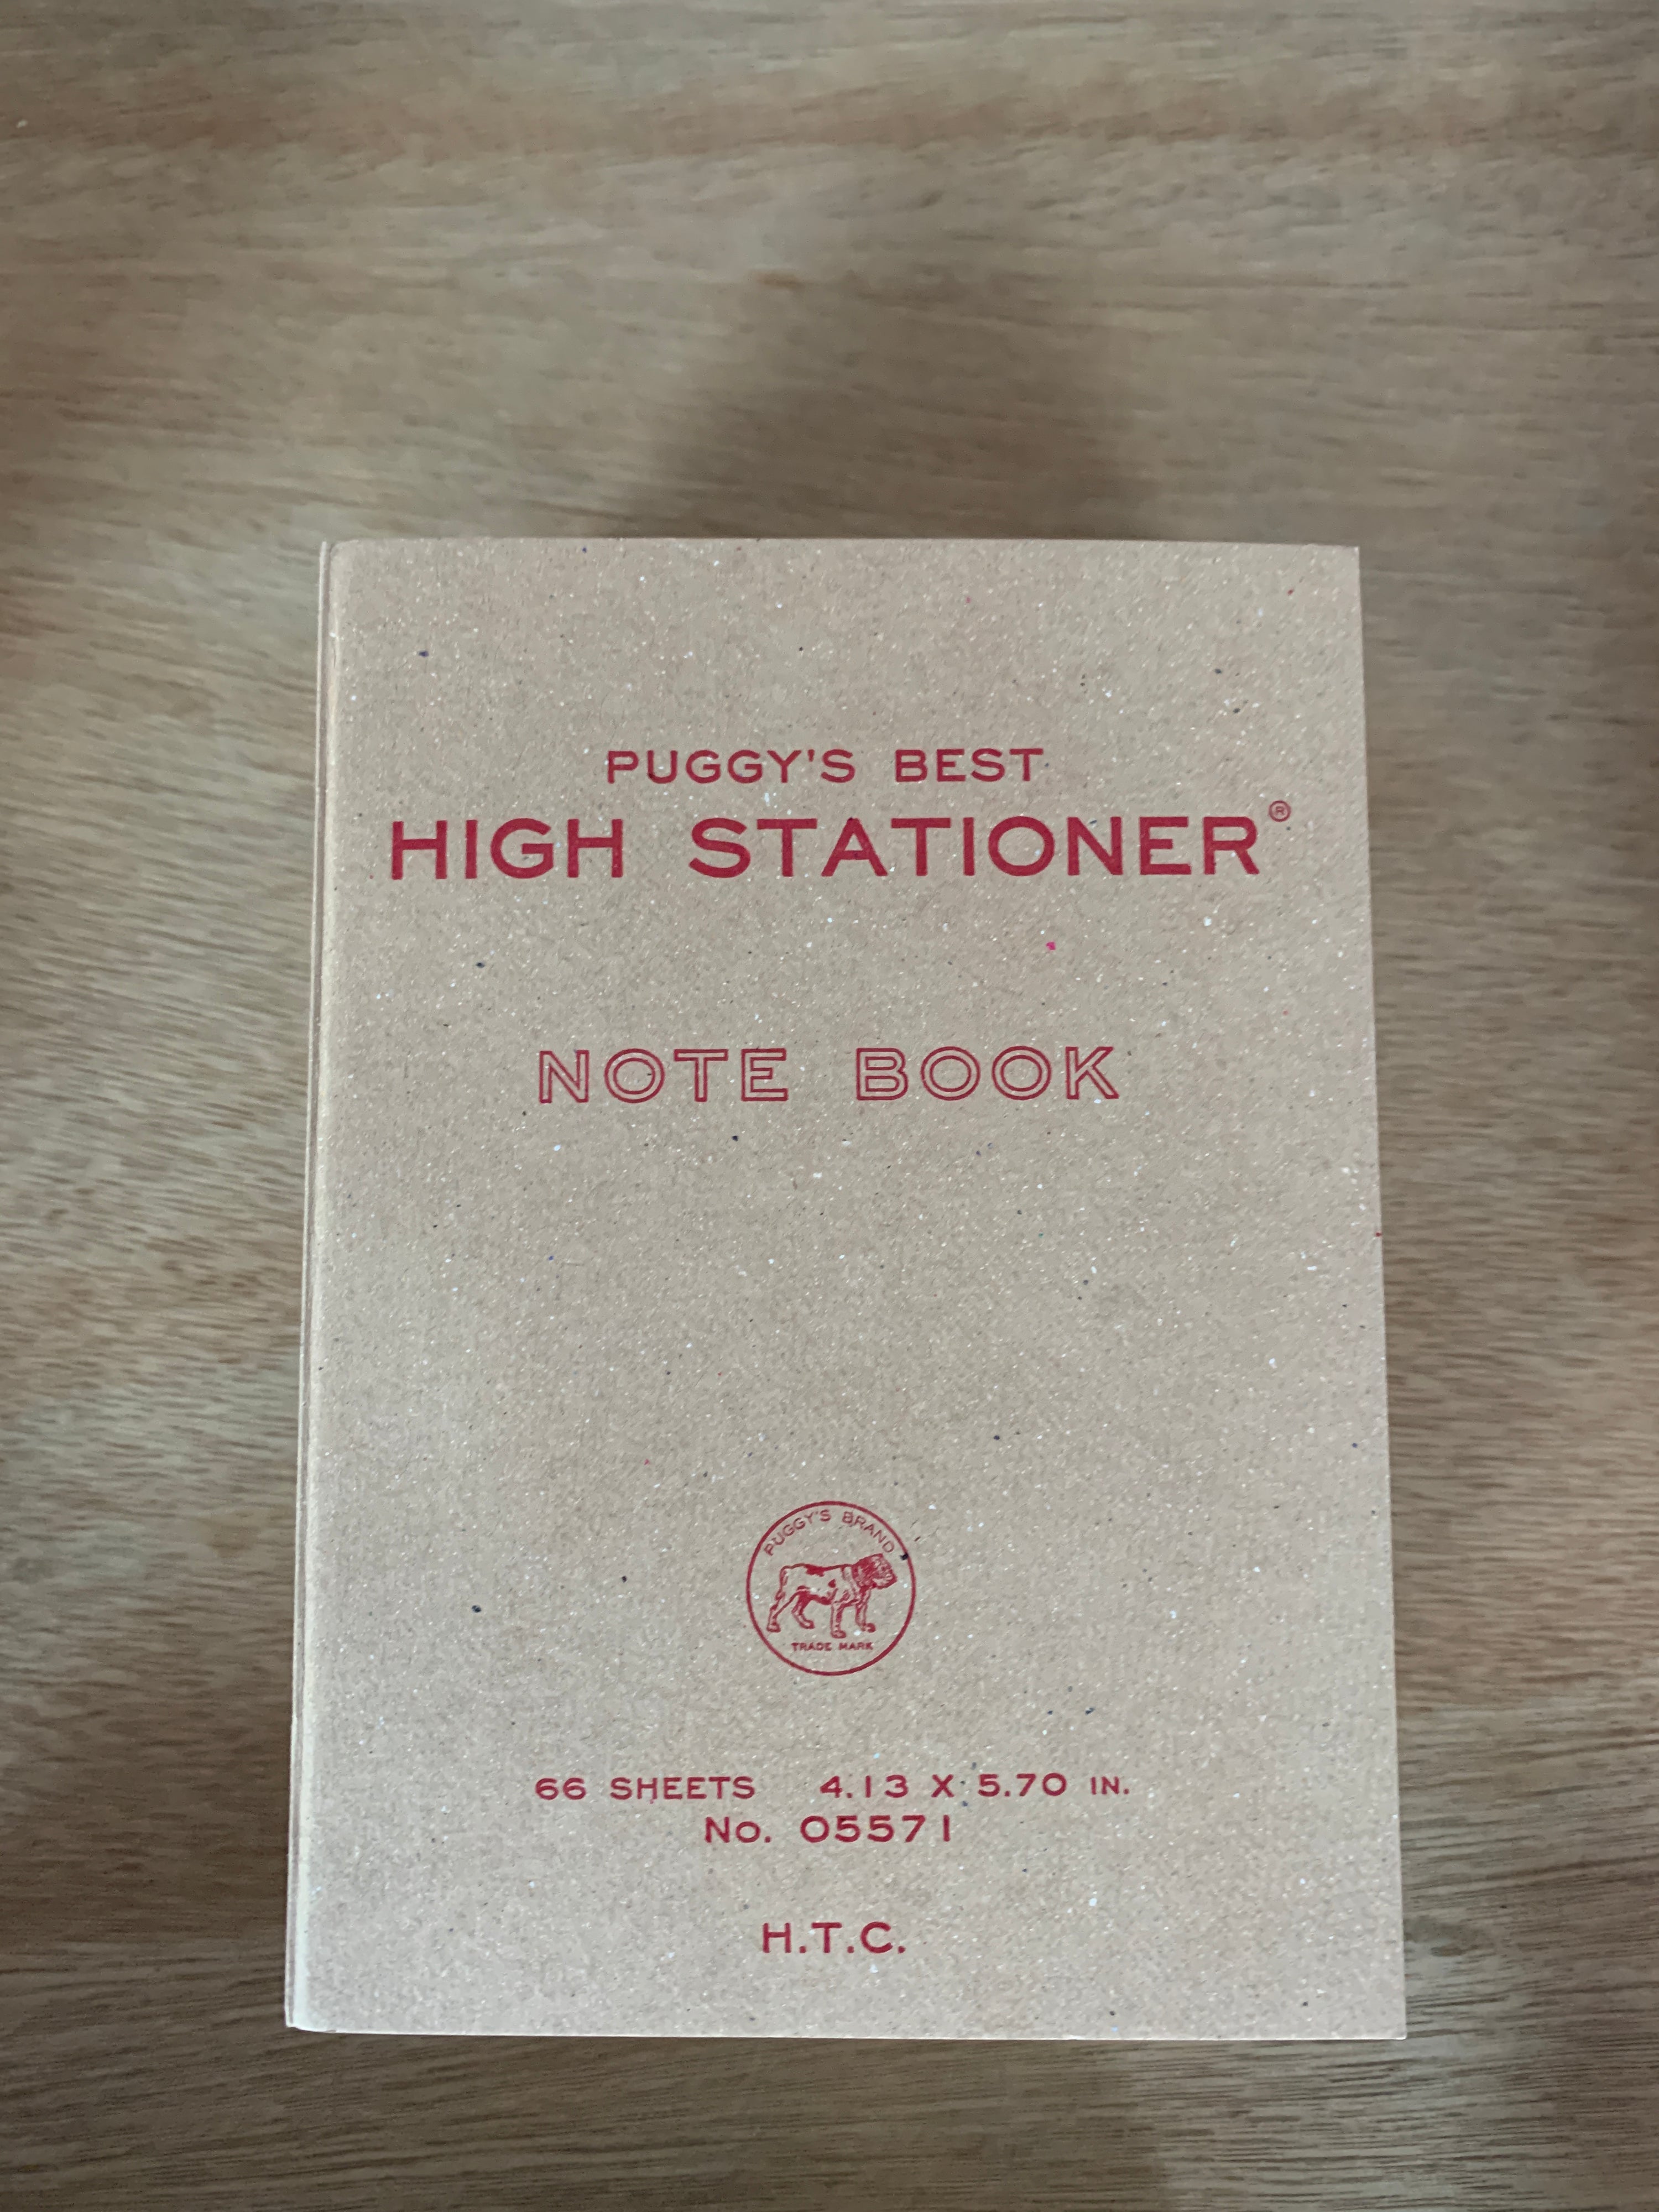 PUGGY'S BEST
HIGH STATIONER®
NOTE BOOK
PUGGY'S BRAND
TRADE MARK
66 SHEETS 4.13 X 5.70 IN.
No. 05571
H.T.C.